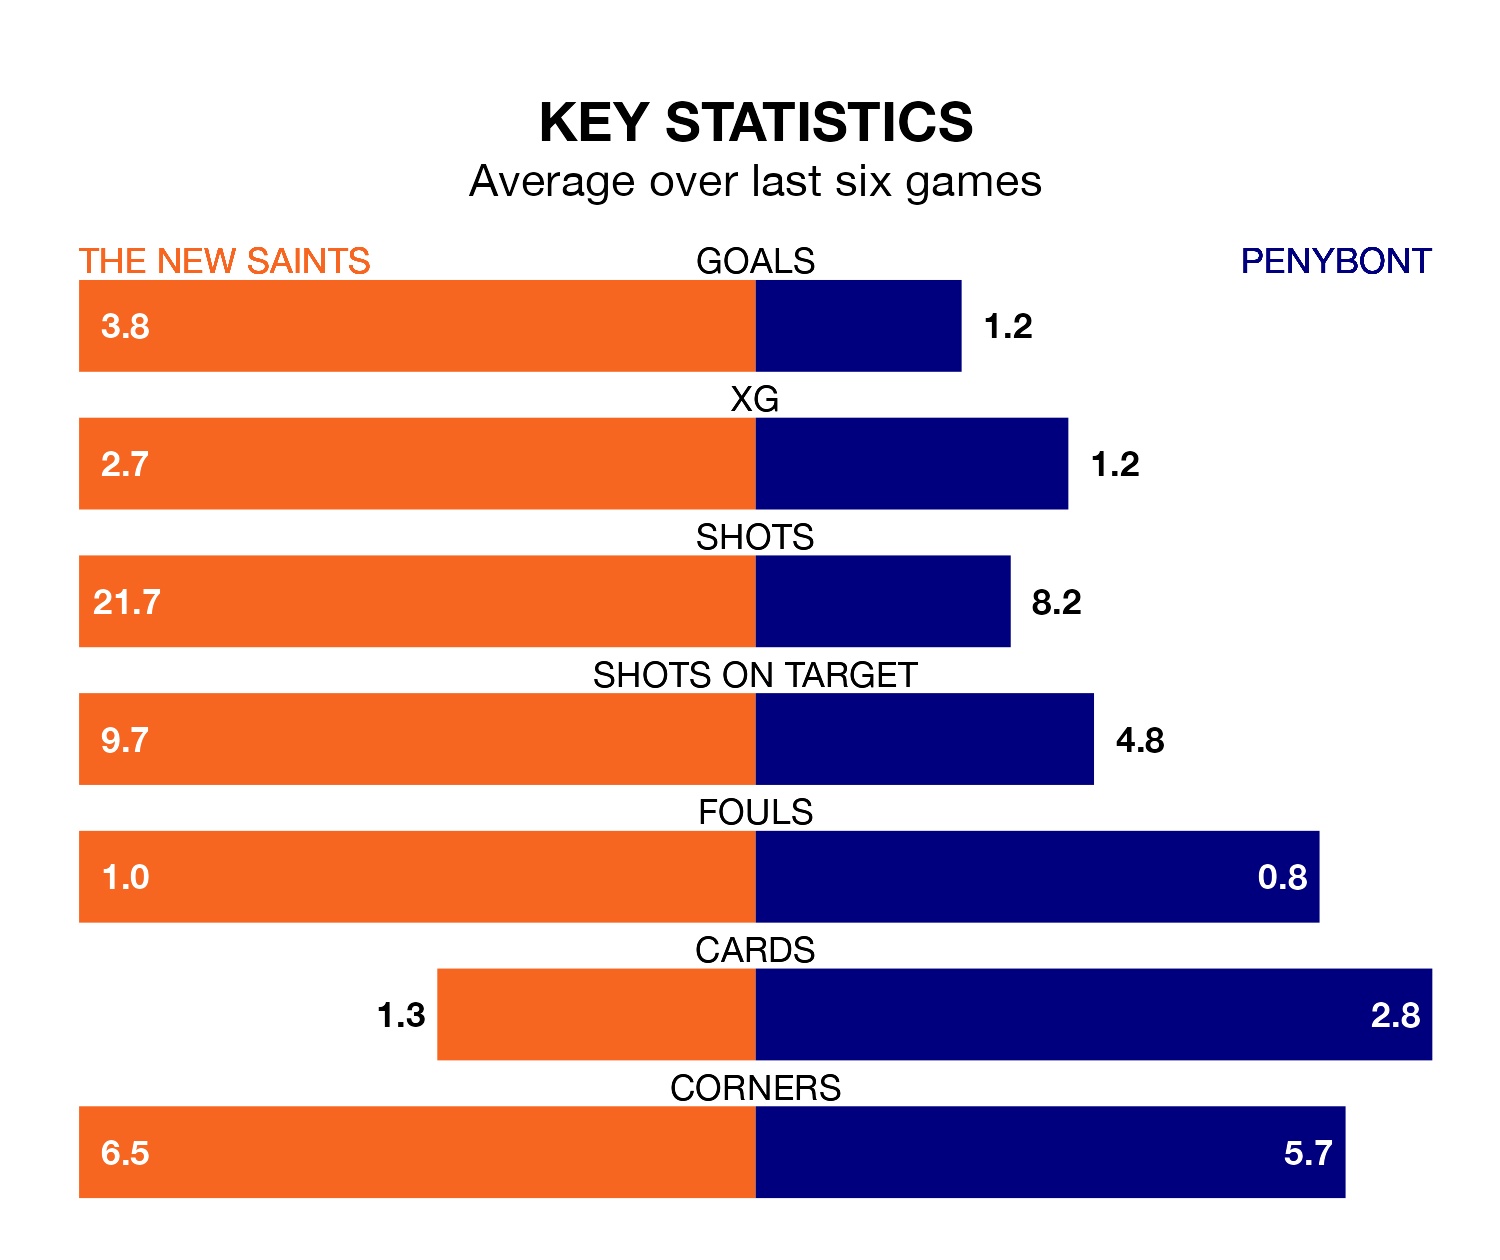 KEY STATISTICS
Average over last six games
THE NEW SAINTS GOALS PENYBONT
3.8 1.2
XG
2.7 1.2
SHOTS
21.7 8.2
SHOTS ON TARGET
9.7 4.8
FOULS
1.0 0.8
CARDS
1.3 2.8
CORNERS
6.5 5.7